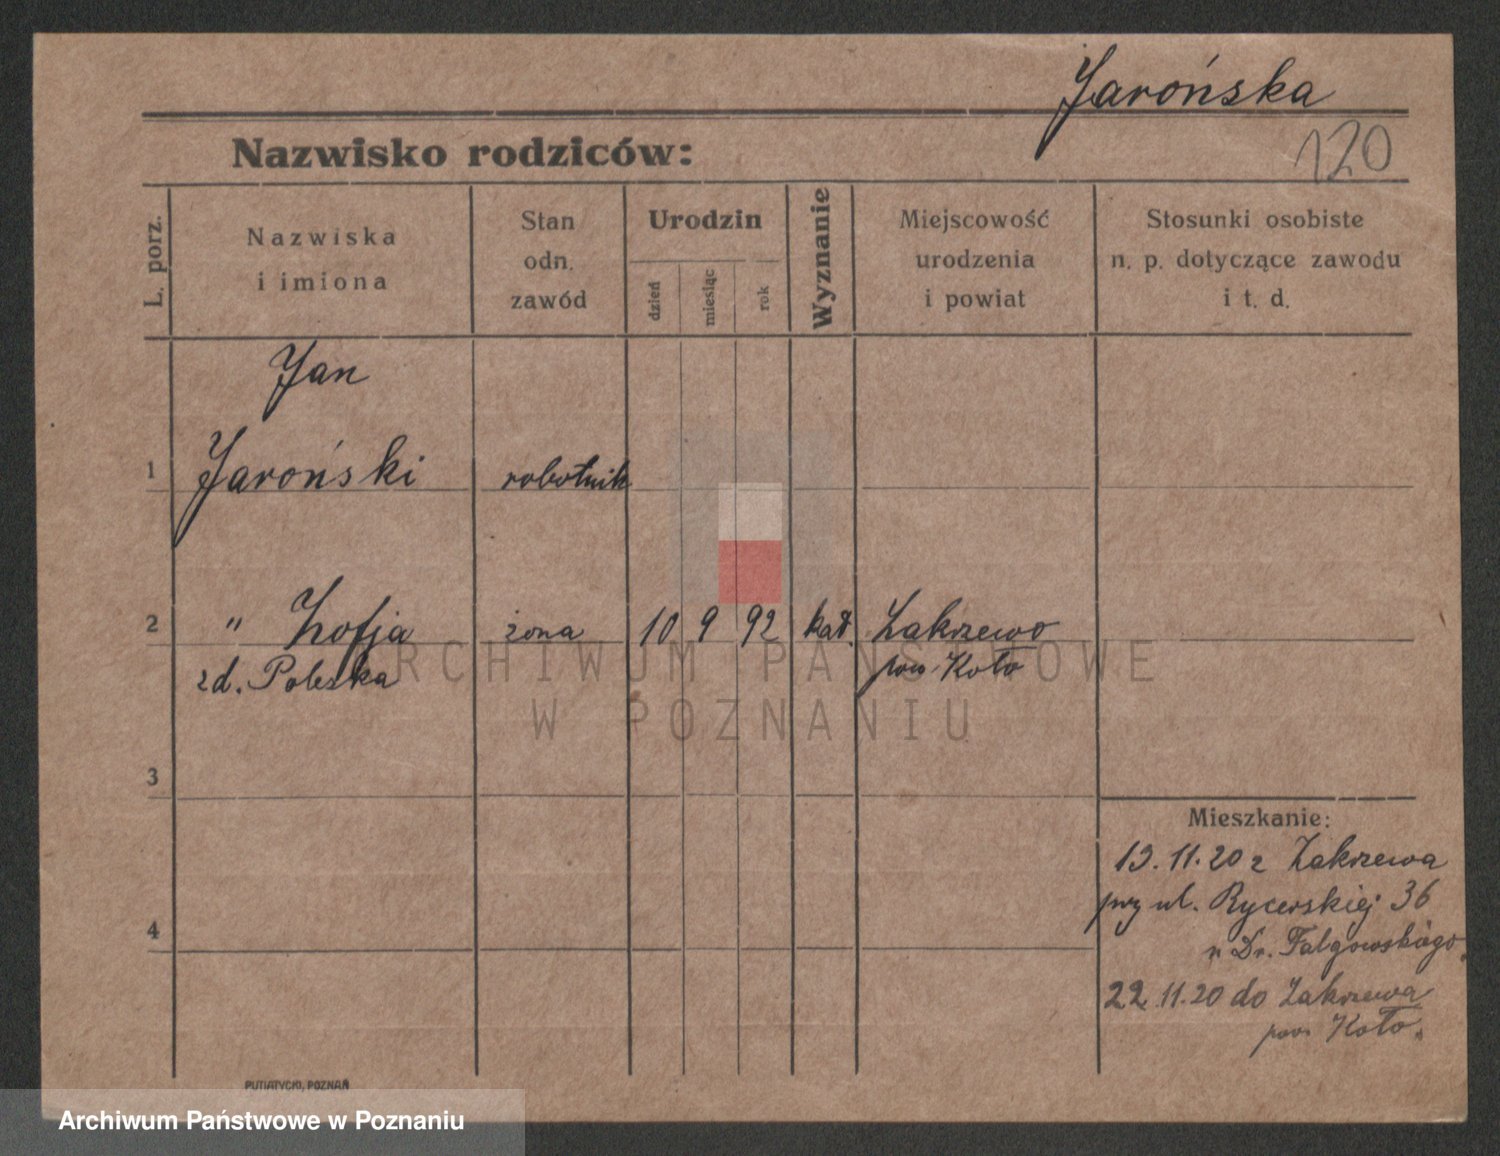 Jarońska
120
Nazwisko rodziców:
L. porz.
Nazwiska
i imiona
Stan
odn.
zawód
Urodzin
dzień
miesiąc
rok
Wyznanie
Miejscowość
urodzenia
i powiat
Stosunki osobiste
n. p. dotyczące zawodu
i t. d.
Jan
1 Jaroński robotnik
2 " Zofja żona 10 9 92 kat. Zakrzewo
zd. Poleska pow. Koło
ARCHIWUM PAŃSTWOWE
W POZNANIU
3
Mieszkanie:
13.11.20 z Zakrzewa
przy ul. Rycerskiej 36
Dr. Falgowskiego.
4
22.11.20 do Zakrzewa
pow. Koło.
PUTIATYCKI, POZNAŃ
Archiwum Państwowe w Poznaniu